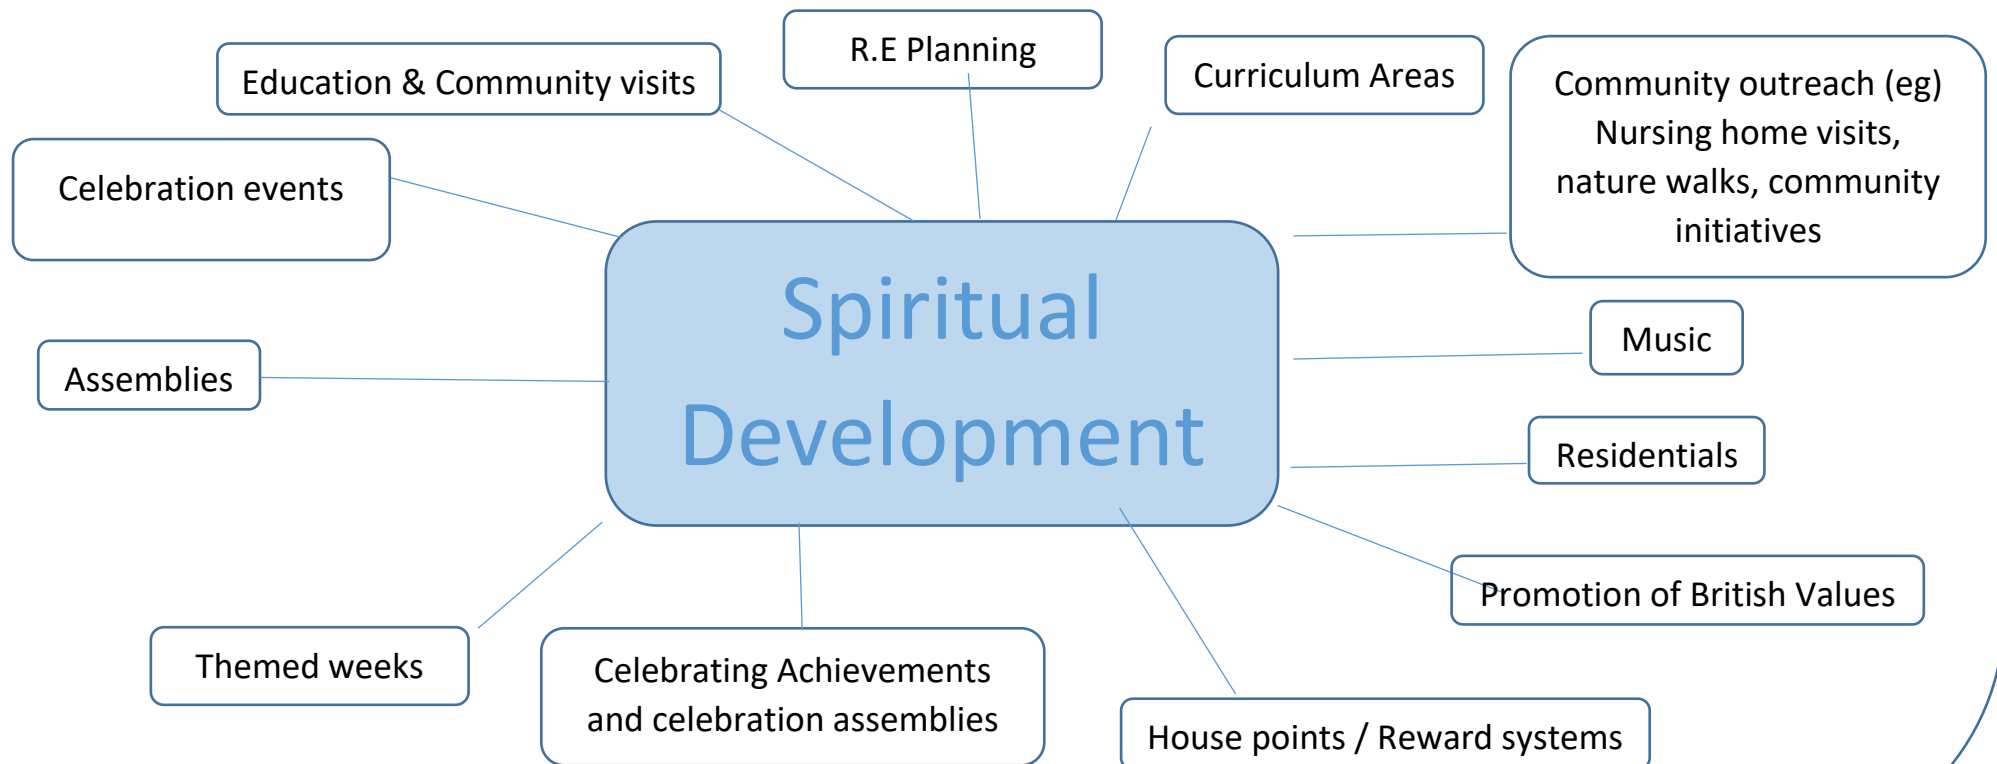 R.E Planning
Education & Community visits
Curriculum Areas
Community outreach (eg)
Nursing home visits,
nature walks, community
initiatives
Celebration events
Spiritual
Development
Music
Assemblies
Residentials
Promotion of British Values
Themed weeks
Celebrating Achievements
and celebration assemblies
House points / Reward systems